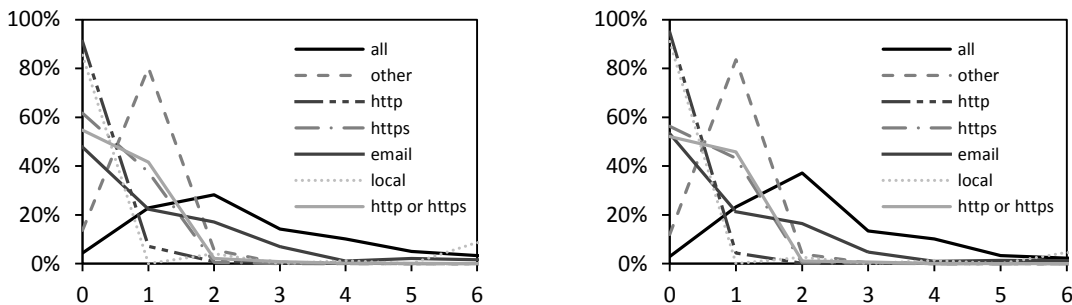 100%
80%
60%
40%
20%
0%
0 1 2 3 4 5 6
all
other
http
https
email
local
http or https
100%
80%
60%
40%
20%
0%
0 1 2 3 4 5 6
all
other
http
https
email
local
http or https